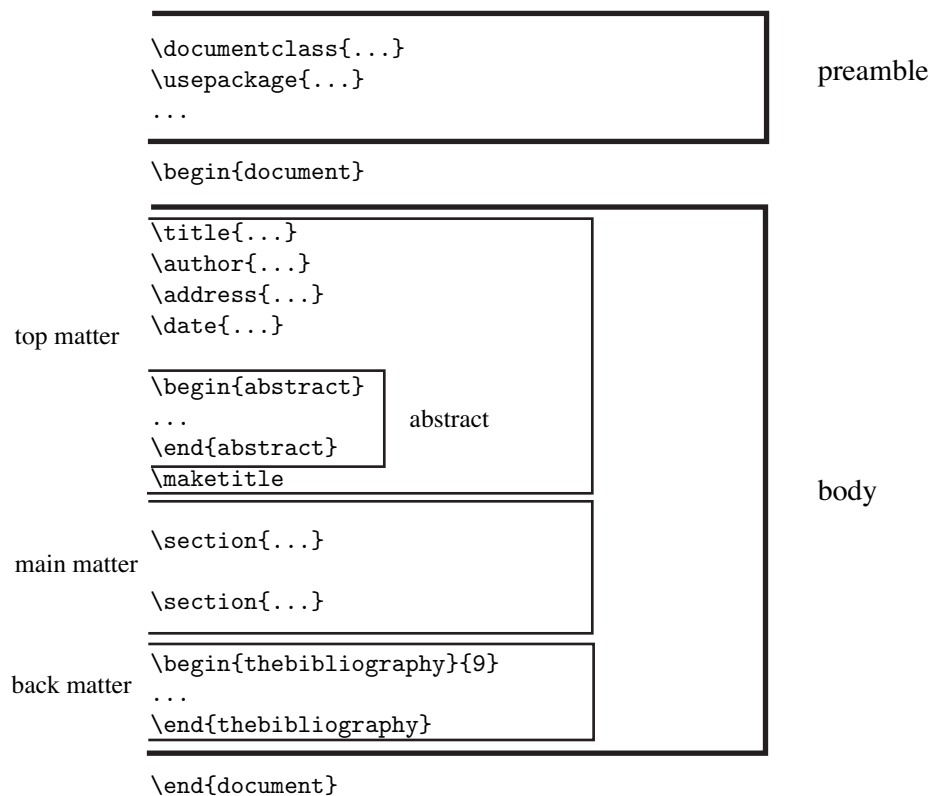 \documentclass{...}
\usepackage{...}
...
preamble
\begin{document}
\title{...}
\author{...}
\address{...}
\date{...}
top matter
\begin{abstract}
...
\end{abstract}
abstract
\maketitle
body
\section{...}
main matter
\section{...}
\begin{thebibliography}{9}
back matter
...
\end{thebibliography}
\end{document}